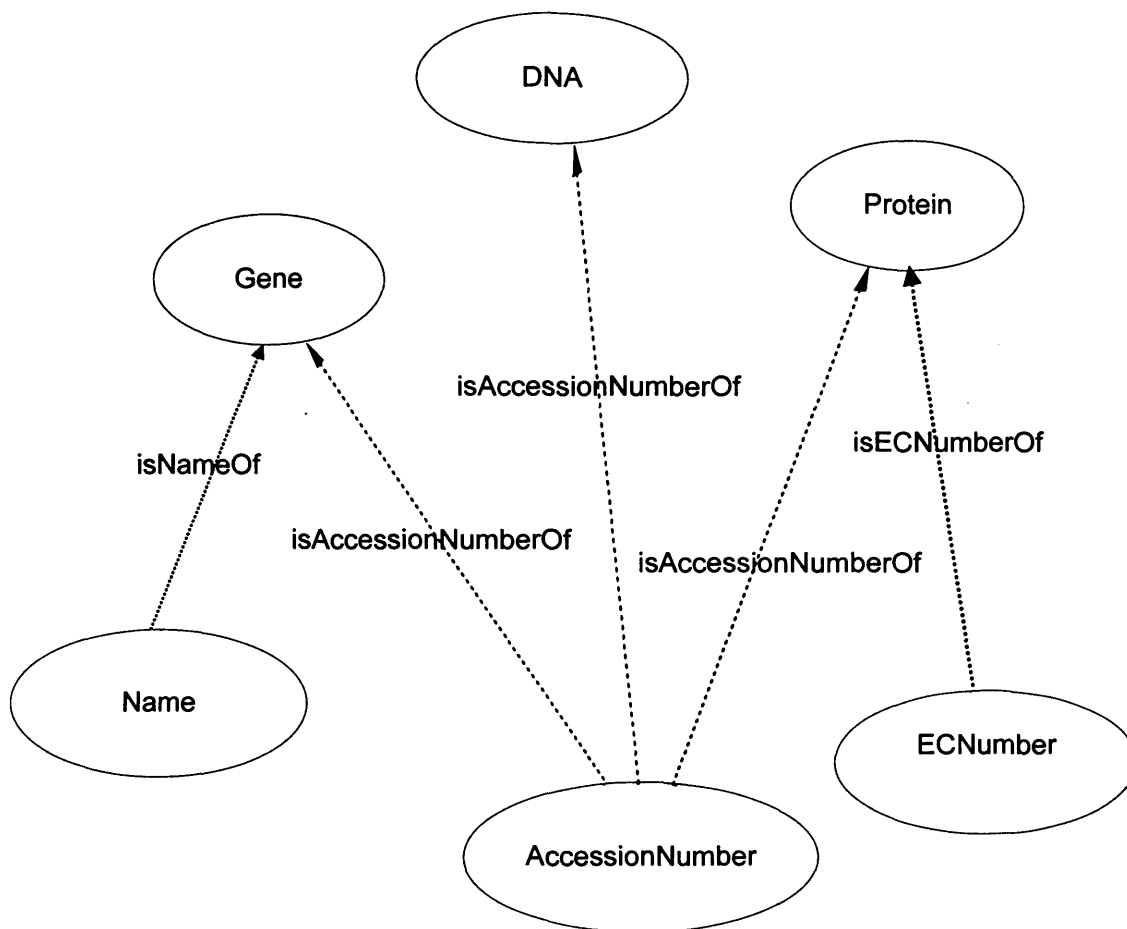 DNA
Protein
Gene
isAccessionNumberOf
isECNumberOf
isNameOf
isAccessionNumberOf
isAccessionNumberOf
Name
ECNumber
AccessionNumber